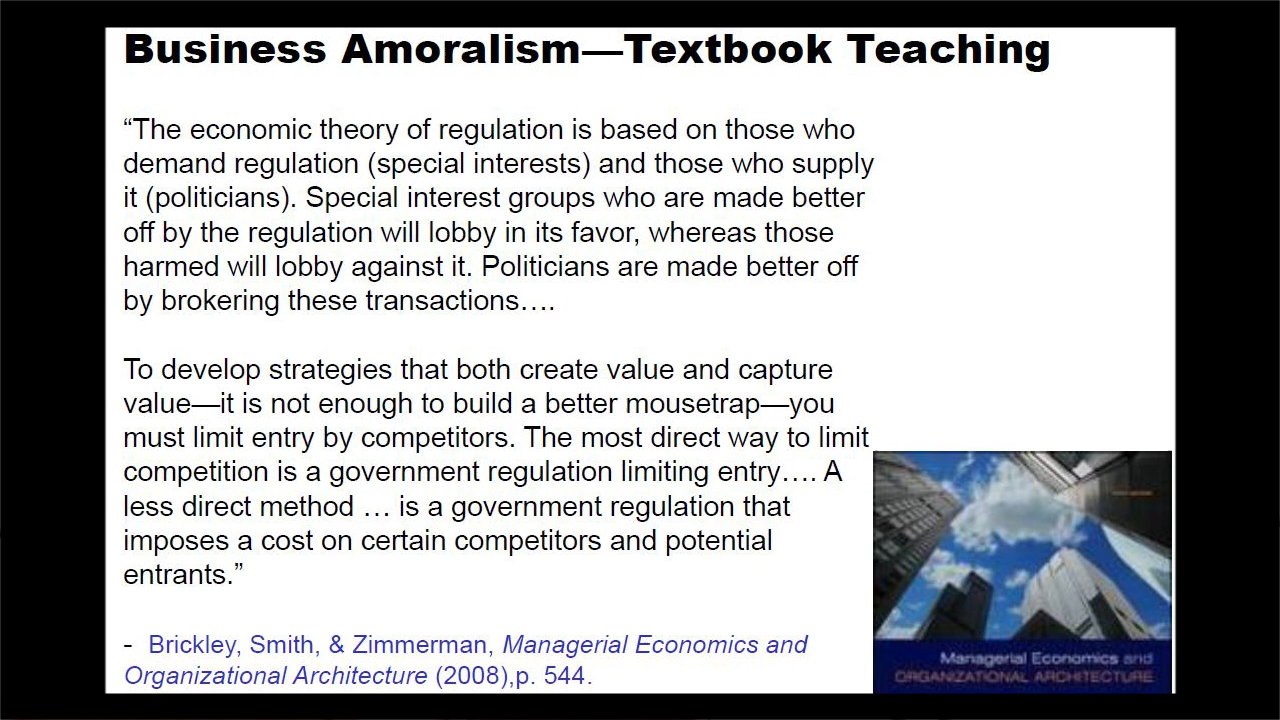 Business Amoralism—Textbook Teaching
“The economic theory of regulation is based on those who
demand regulation (special interests) and those who supply
it (politicians). Special interest groups who are made better
off by the regulation will lobby in its favor, whereas those
harmed will lobby against it. Politicians are made better off
by brokering these transactions….
To develop strategies that both create value and capture
value—it is not enough to build a better mousetrap—you
must limit entry by competitors. The most direct way to limit
competition is a government regulation limiting entry…. A
less direct method … is a government regulation that
imposes a cost on certain competitors and potential
entrants.”
- Brickley, Smith, & Zimmerman, Managerial Economics and
Organizational Architecture (2008),p. 544.
Managerial Economics and
ORGANIZATIONAL ARCHITECTURE